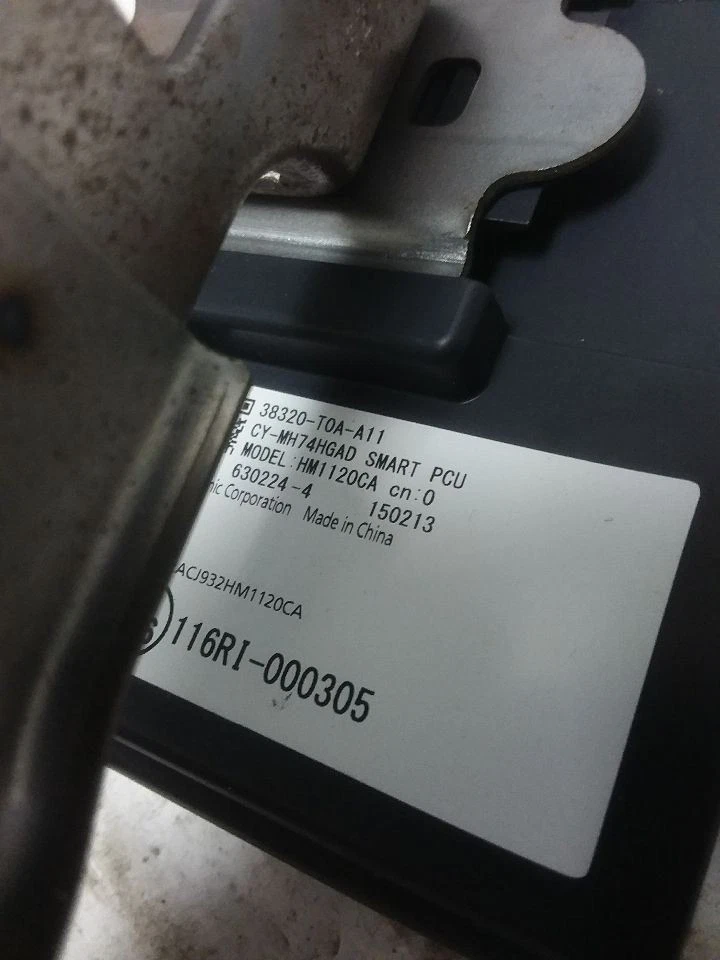 38320-T0A-A11
CY-MH74HGAD SMART PCU
MODEL:HM1120CA cn:0
630224-4 150213
Corporation Made in China
ACJ932HM1120CA
116RI-000305